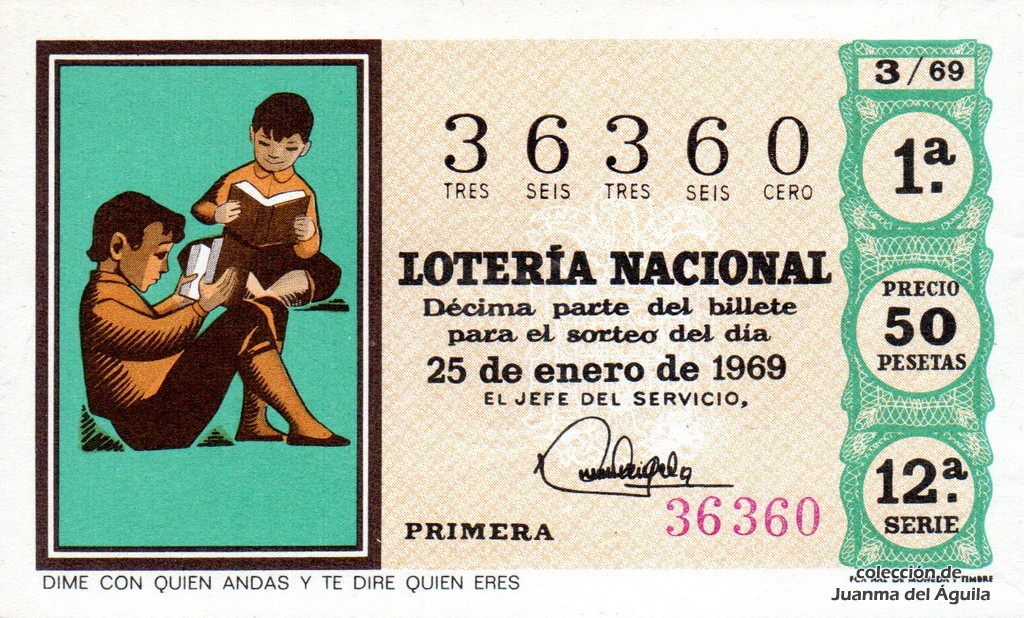 3/69
36360
TRES SEIS TRES SEIS CERO
1ª.
LOTERÍA NACIONAL
Décima parte del billete
para el sorteo del día
25 de enero de 1969
EL JEFE DEL SERVICIO,
PRECIO
50
PESETAS
12ª.
SERIE
PRIMERA
36360
DIME CON QUIEN ANDAS Y TE DIRE QUIEN ERES
colección de
Juanma del Águila